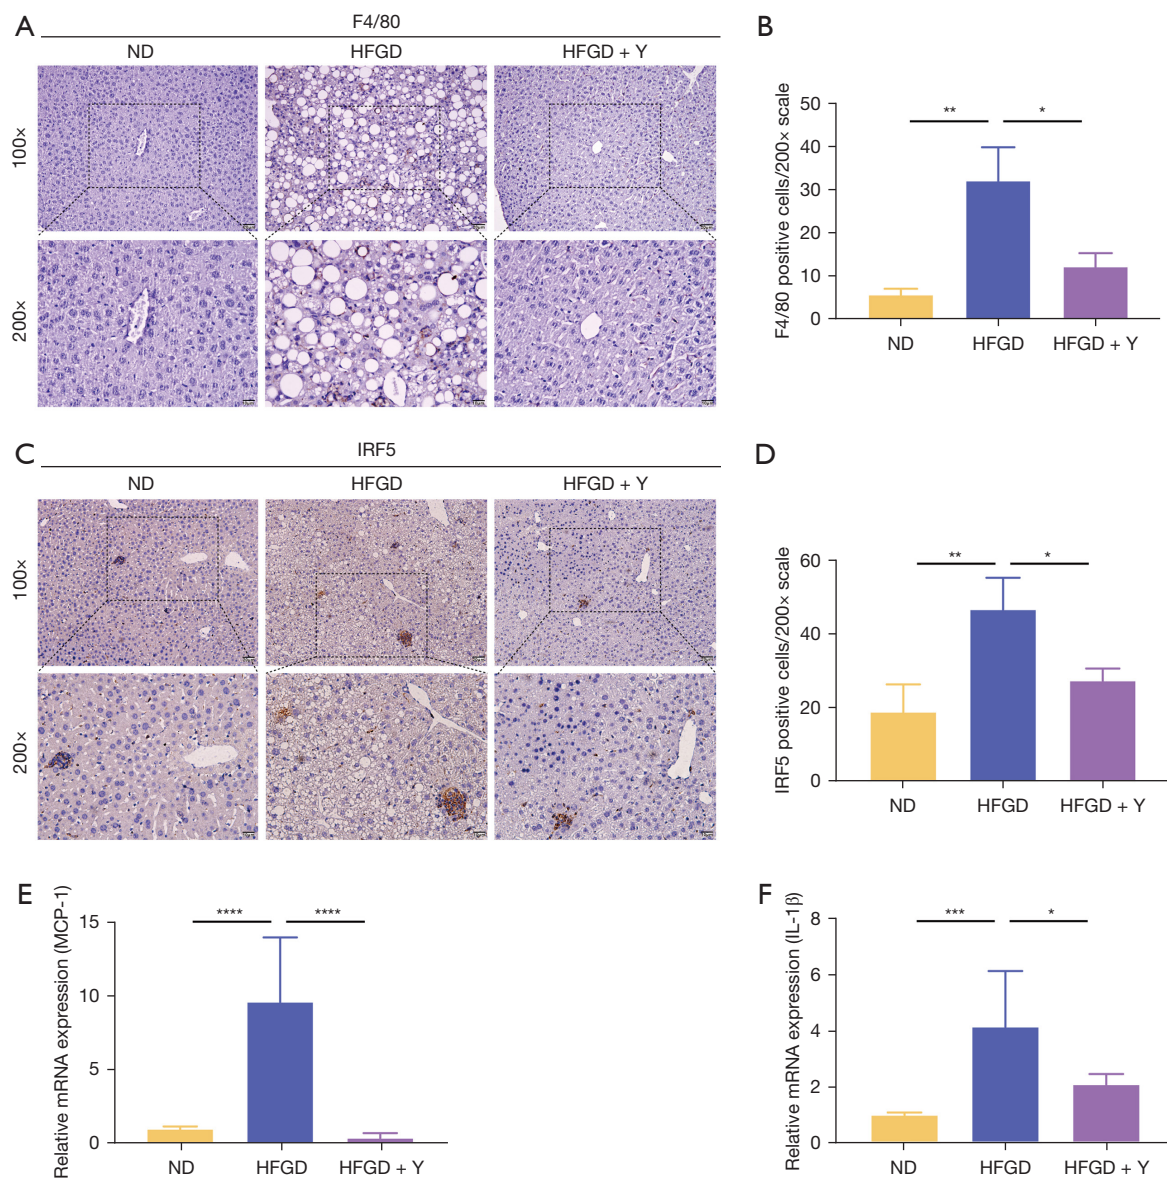 A
F4/80
ND HFGD HFGD + Y
100×
200×
B
F4/80 positive cells/200× scale
50
40
30
20
10
0
** *
ND HFGD HFGD + Y
C
IRF5
ND HFGD HFGD + Y
100×
200×
D
IRF5 positive cells/200× scale
60
40
20
0
** *
ND HFGD HFGD + Y
E
Relative mRNA expression (MCP-1)
15
10
5
0
**** ****
ND HFGD HFGD + Y
F
Relative mRNA expression (IL-1β)
8
6
4
2
0
*** *
ND HFGD HFGD + Y